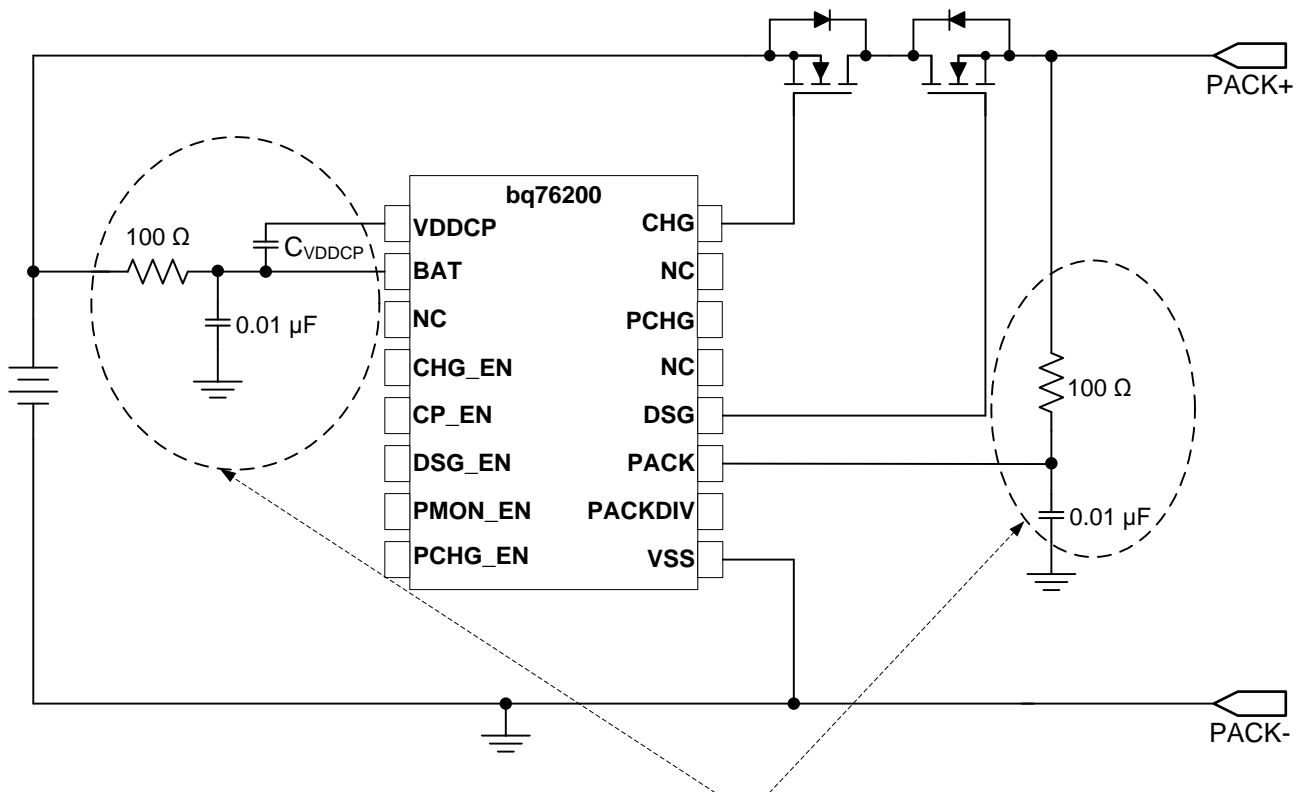 PACK+
bq76200
VDDCP
CHG
100 Ω
CVDDCP
BAT
NC
NC
0.01 µF
PCHG
CHG_EN
NC
100 Ω
CP_EN
DSG
DSG_EN
PACK
PMON_EN
PACKDIV
0.01 µF
PCHG_EN
VSS
PACK-